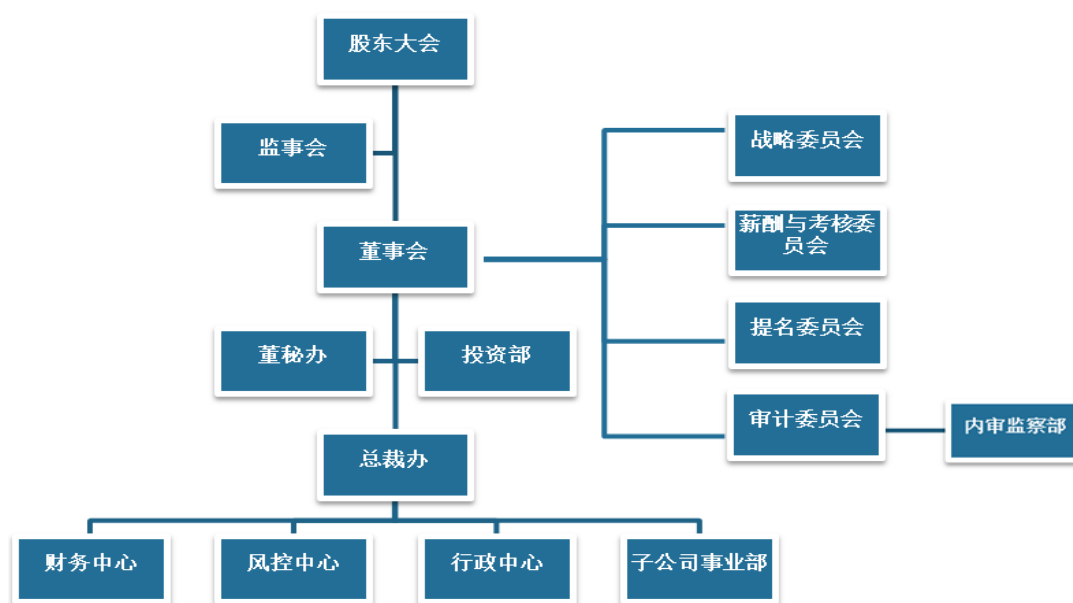 股东大会
监事会
战略委员会
薪酬与考核委
员会
董事会
提名委员会
董秘办
投资部
审计委员会
内审监察部
总裁办
财务中心
风控中心
行政中心
子公司事业部